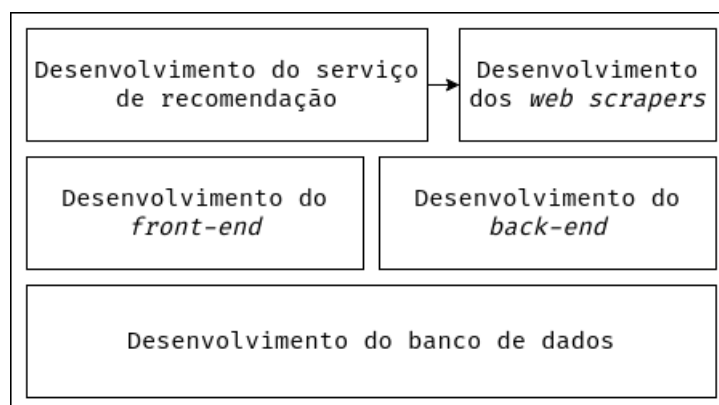 Desenvolvimento do serviço
de recomendação
Desenvolvimento
dos web scrapers
Desenvolvimento do
front-end
Desenvolvimento do
back-end
Desenvolvimento do banco de dados